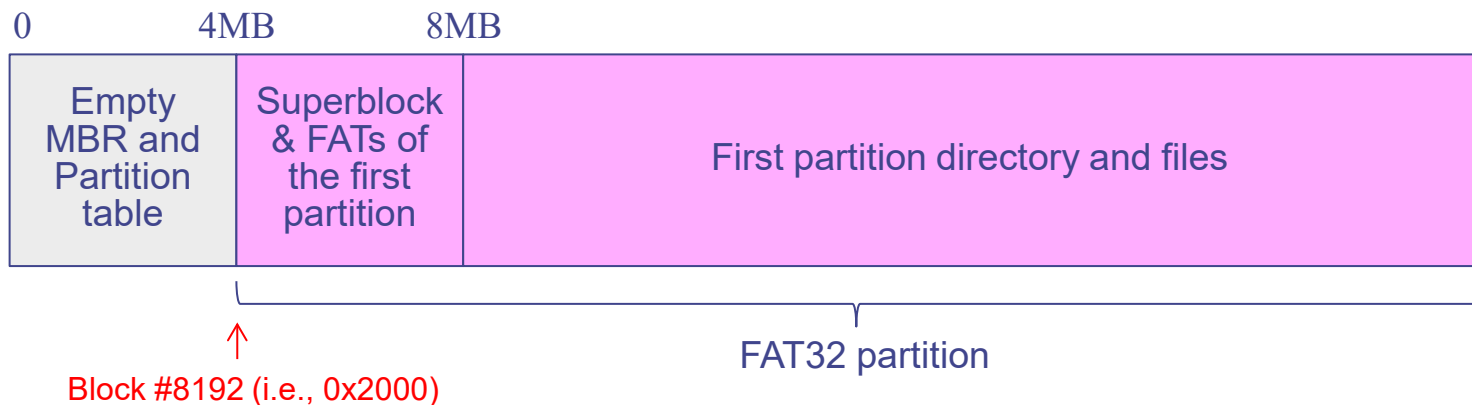 0
4MB
8MB
Empty
MBR and
Partition
table
Superblock
& FATs of
the first
partition
First partition directory and files
FAT32 partition
Block #8192 (i.e., 0x2000)